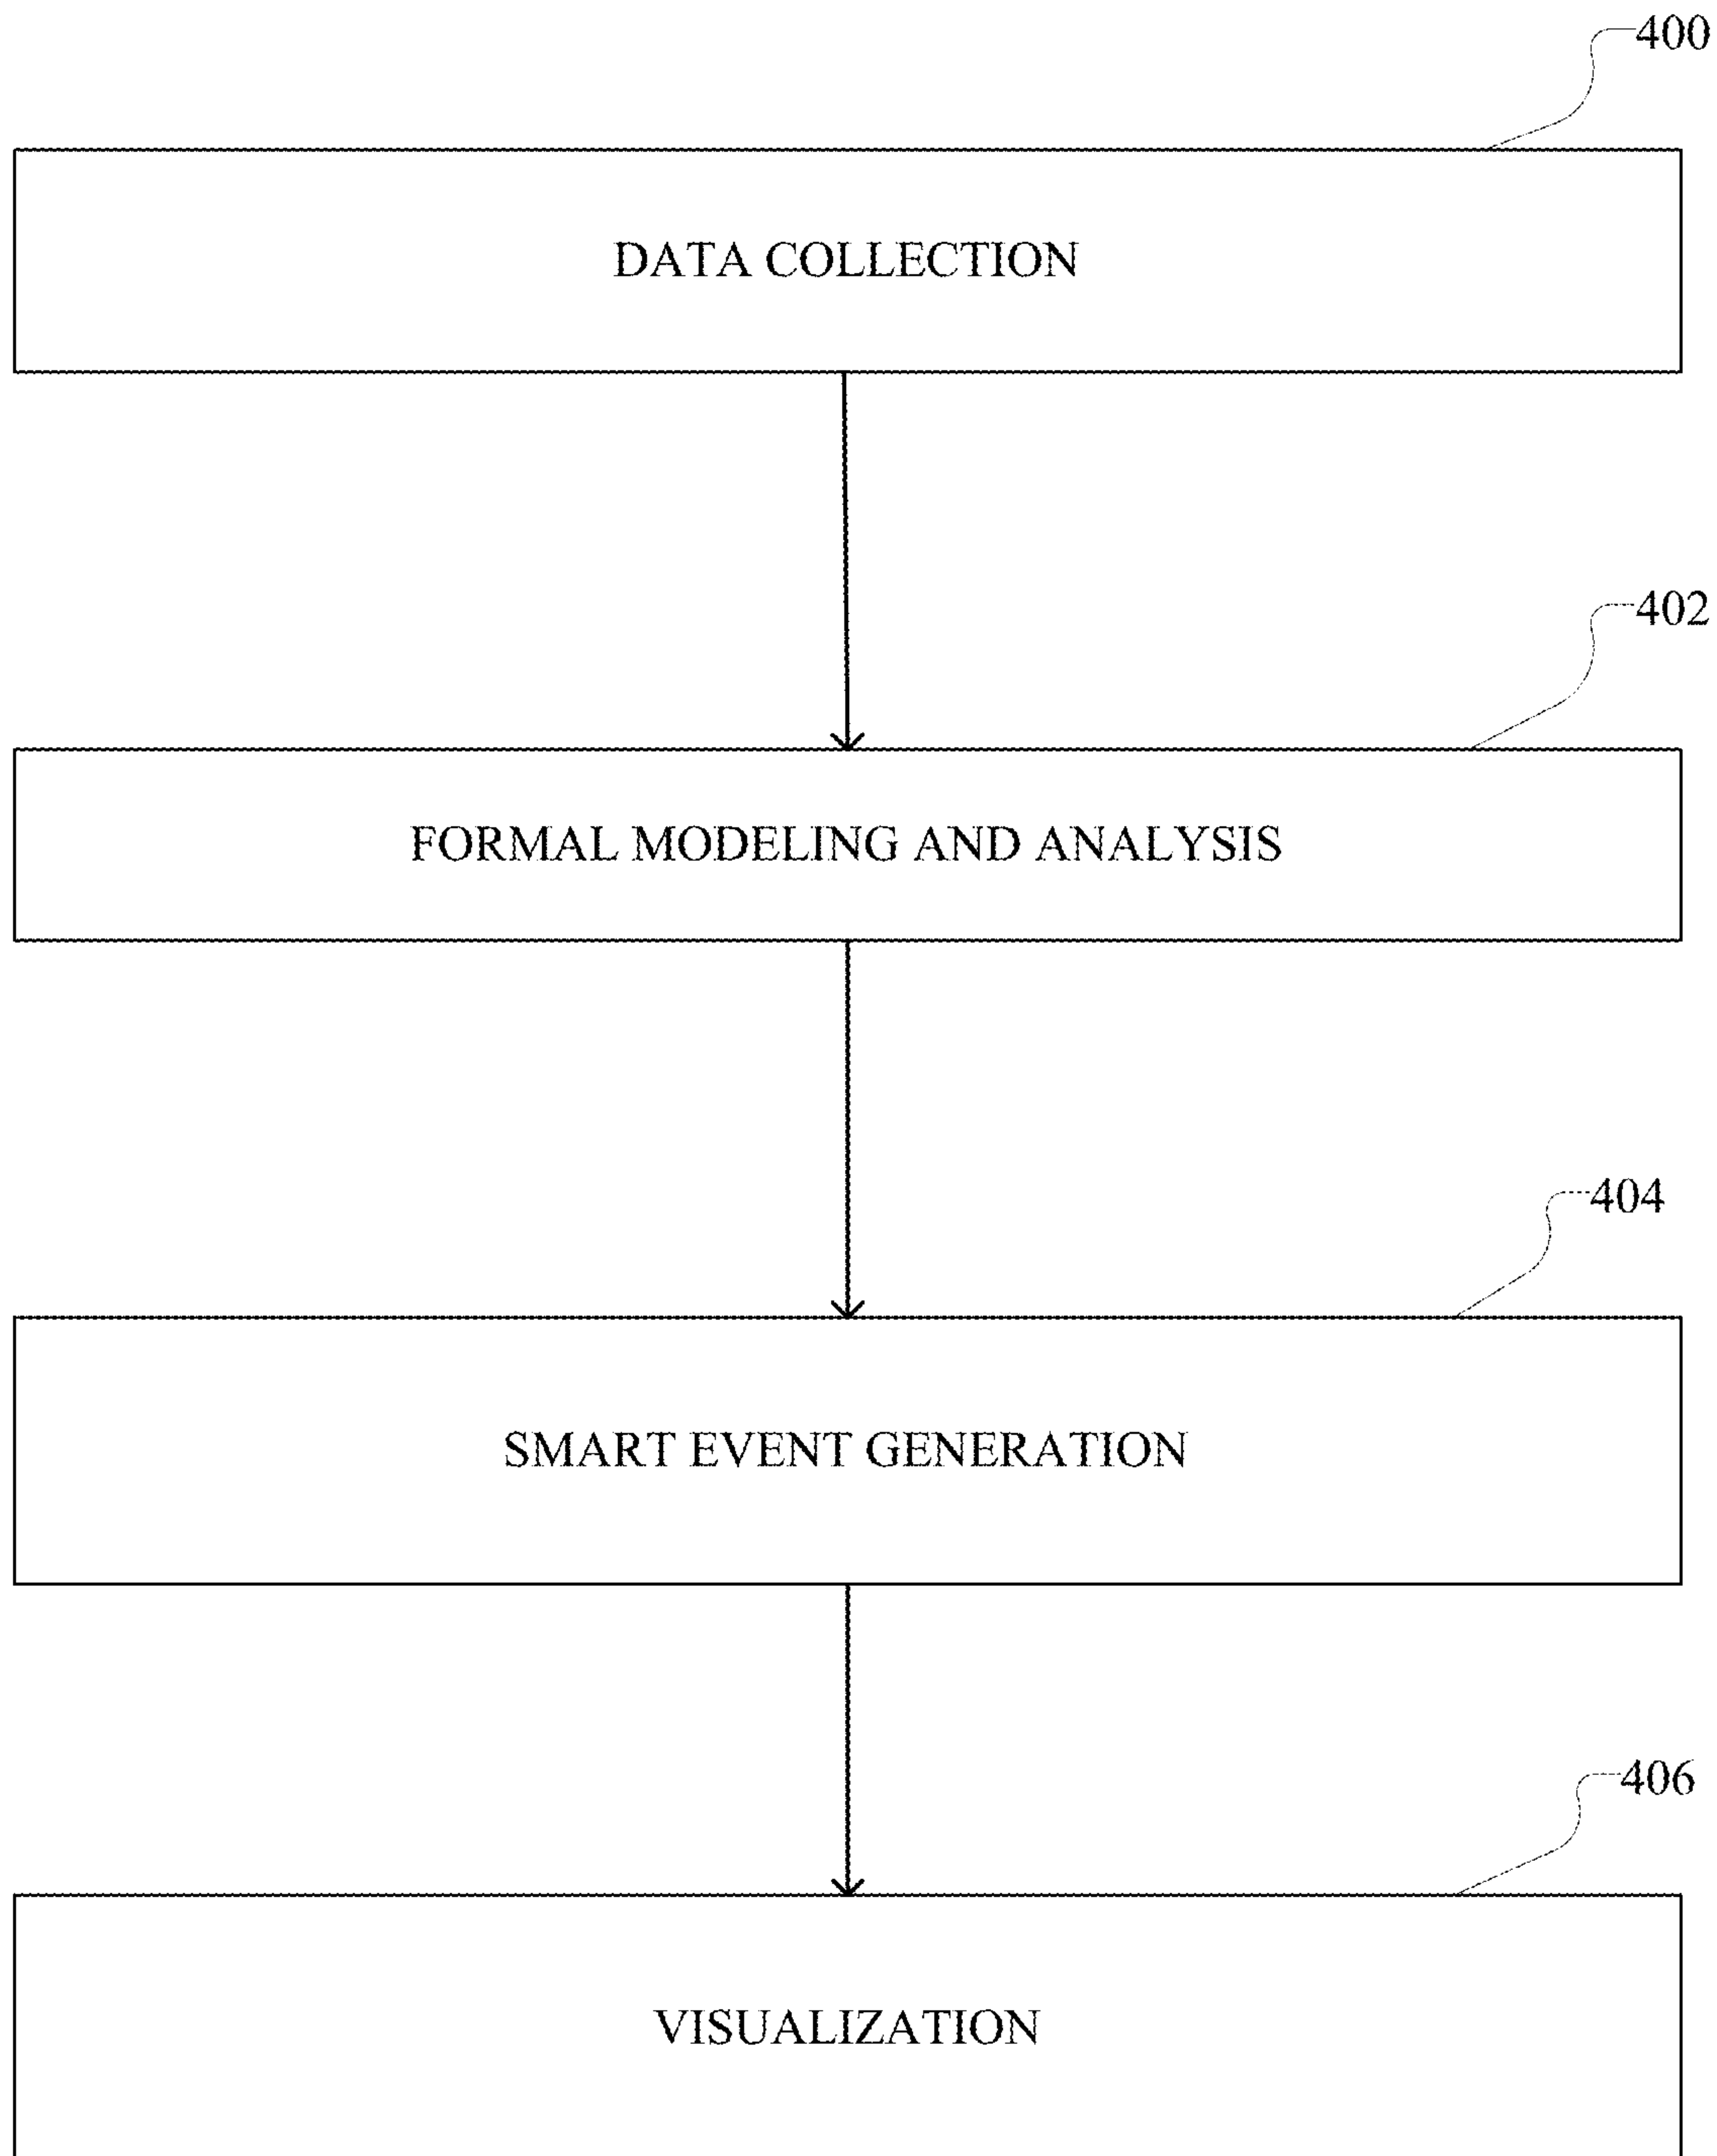 400
DATA COLLECTION
402
FORMAL MODELING AND ANALYSIS
404
SMART EVENT GENERATION
406
VISUALIZATION